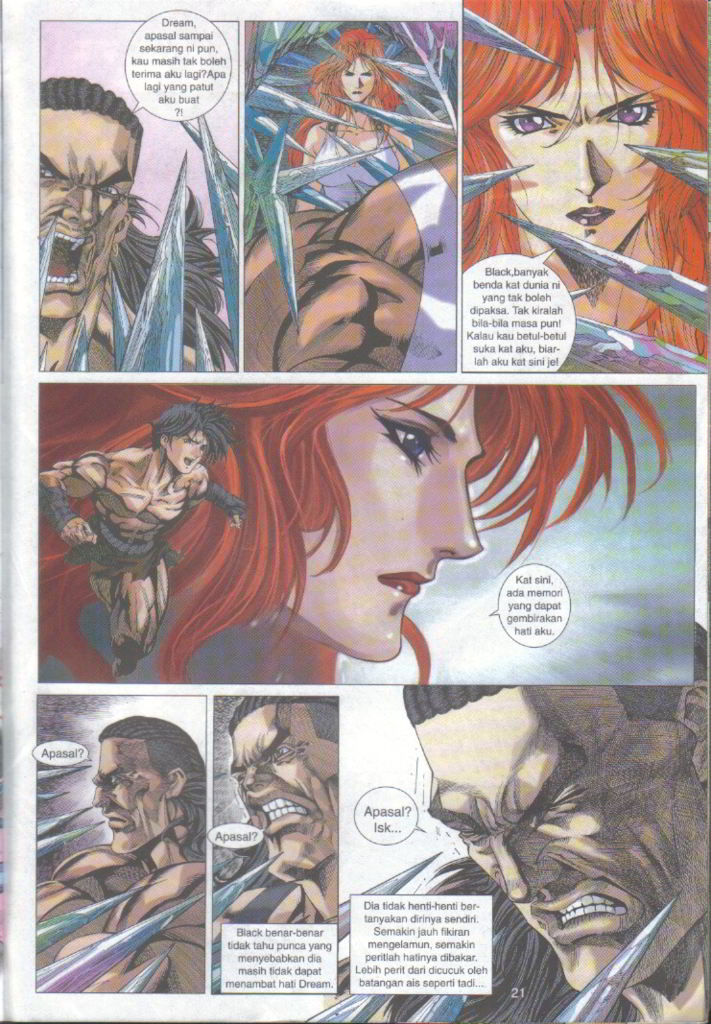 Dream,
apasal sampai
sekarang ni pun,
kau masih tak boleh
terima aku lagi?Apa
lagi yang patut
aku buat
?!
Black,banyak
benda kat dunia ni
yang tak boleh
dipaksa. Tak kiralah
bila-bila masa pun!
Kalau kau betul-betul
suka kat aku, biar-
lah aku kat sini je!
Kat sini,
ada memori
yang dapat
gembirakan
hati aku.
Apasal?
Apasal?
Black benar-benar
tidak tahu punca yang
menyebabkan dia
masih tidak dapat
menambat hati Dream.
Apasal?
Isk...
Dia tidak henti-henti ber-
tanyakan dirinya sendiri.
Semakin jauh fikiran
mengelamun, semakin
peritlah hatinya dibakar.
Lebih perit dari dicucuk oleh
batangan ais seperti tadi...
21